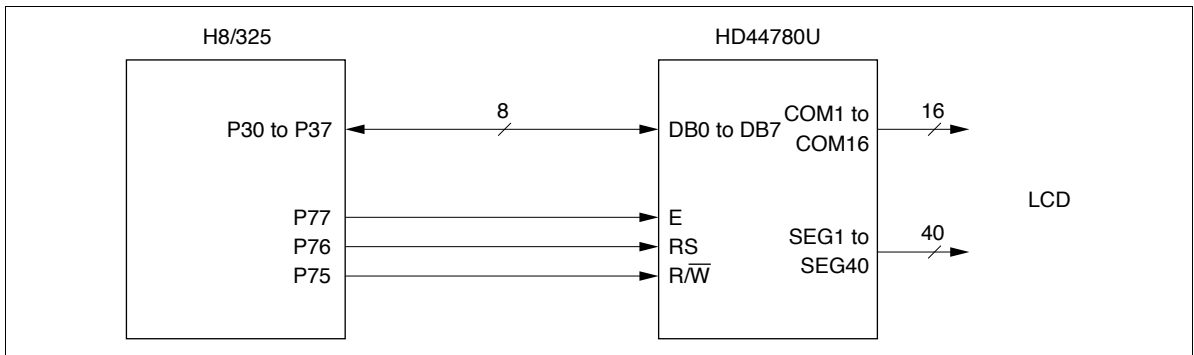 H8/325
HD44780U
P30 to P37
8
DB0 to DB7
COM1 to
COM16
16
P77
E
P76
RS
P75
R/W̅
SEG1 to
SEG40
40
LCD